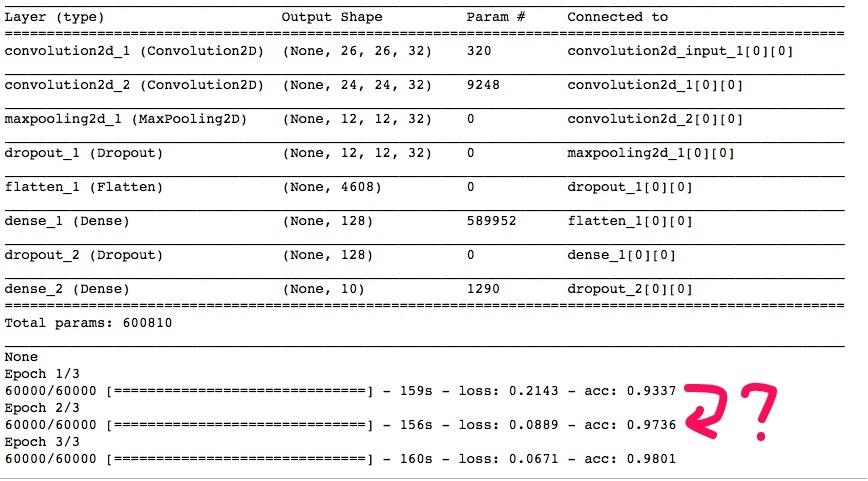 Layer (type) Output Shape Param # Connected to
====================================================================================================
convolution2d_1 (Convolution2D) (None, 26, 26, 32) 320 convolution2d_input_1[0][0]
convolution2d_2 (Convolution2D) (None, 24, 24, 32) 9248 convolution2d_1[0][0]
maxpooling2d_1 (MaxPooling2D) (None, 12, 12, 32) 0 convolution2d_2[0][0]
dropout_1 (Dropout) (None, 12, 12, 32) 0 maxpooling2d_1[0][0]
flatten_1 (Flatten) (None, 4608) 0 dropout_1[0][0]
dense_1 (Dense) (None, 128) 589952 flatten_1[0][0]
dropout_2 (Dropout) (None, 128) 0 dense_1[0][0]
dense_2 (Dense) (None, 10) 1290 dropout_2[0][0]
====================================================================================================
Total params: 600810
None
Epoch 1/3
60000/60000 [==============================] - 159s - loss: 0.2143 - acc: 0.9337
Epoch 2/3
60000/60000 [==============================] - 156s - loss: 0.0889 - acc: 0.9736
Epoch 3/3
60000/60000 [==============================] - 160s - loss: 0.0671 - acc: 0.9801
?